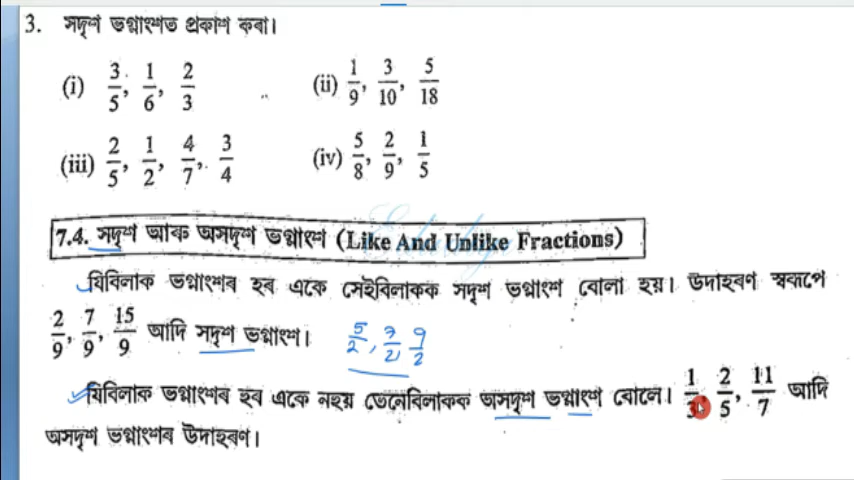 3. সদৃশ ভগ্নাংশত প্ৰকাশ কৰা।
(i) 3/5, 1/6, 2/3 (ii) 1/9, 3/10, 5/18
(iii) 2/5, 1/2, 4/7, 3/4 (iv) 5/8, 2/9, 1/5
7.4. সদৃশ আৰু অসদৃশ ভগ্নাংশ (Like And Unlike Fractions)
যিবিলাক ভগ্নাংশৰ হৰ একে সেইবিলাকক সদৃশ ভগ্নাংশ বোলা হয়। উদাহৰণ স্বৰূপে
2/9, 7/9, 15/9 আদি সদৃশ ভগ্নাংশ। 5/2, 7/2, 9/2
যিবিলাক ভগ্নাংশৰ হৰ একে নহয় তেনেবিলাকক অসদৃশ ভগ্নাংশ বোলে। 1/3, 2/5, 11/7 আদি
অসদৃশ ভগ্নাংশৰ উদাহৰণ।